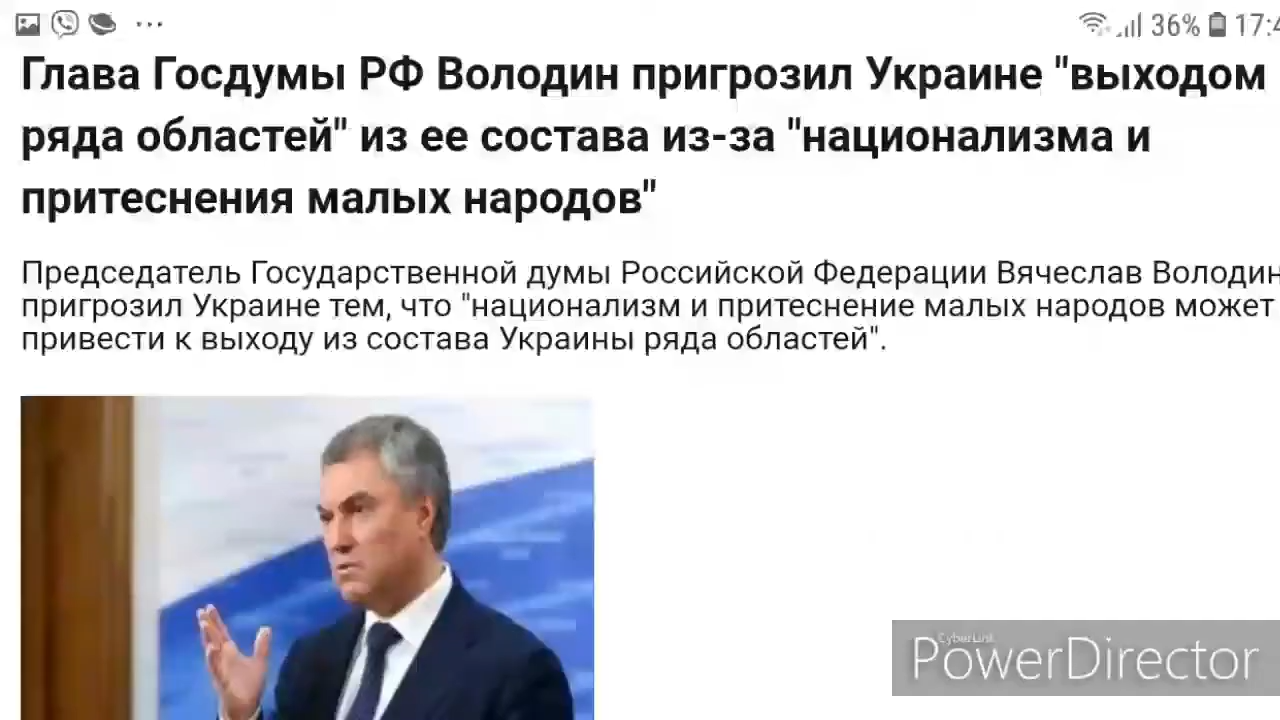 36% 17:4
Глава Госдумы РФ Володин пригрозил Украине "выходом
ряда областей" из ее состава из-за "национализма и
притеснения малых народов"
Председатель Государственной думы Российской Федерации Вячеслав Володин
пригрозил Украине тем, что "национализм и притеснение малых народов может
привести к выходу из состава Украины ряда областей".
CyberLink
PowerDirector